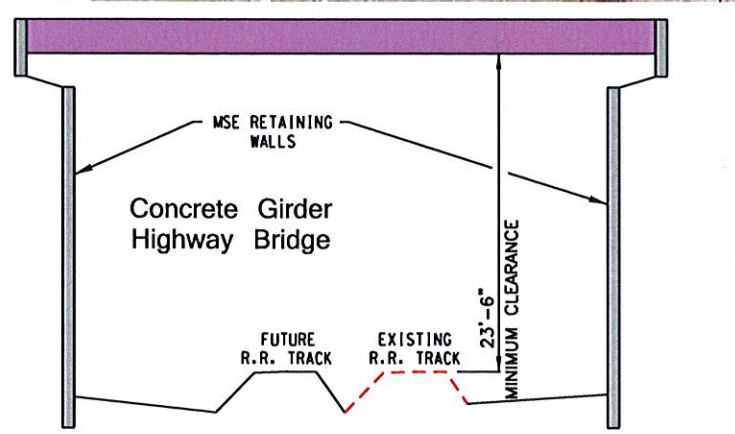 MSE RETAINING
WALLS
Concrete Girder
Highway Bridge
23'-6"
MINIMUM CLEARANCE
FUTURE
R.R. TRACK
EXISTING
R.R. TRACK